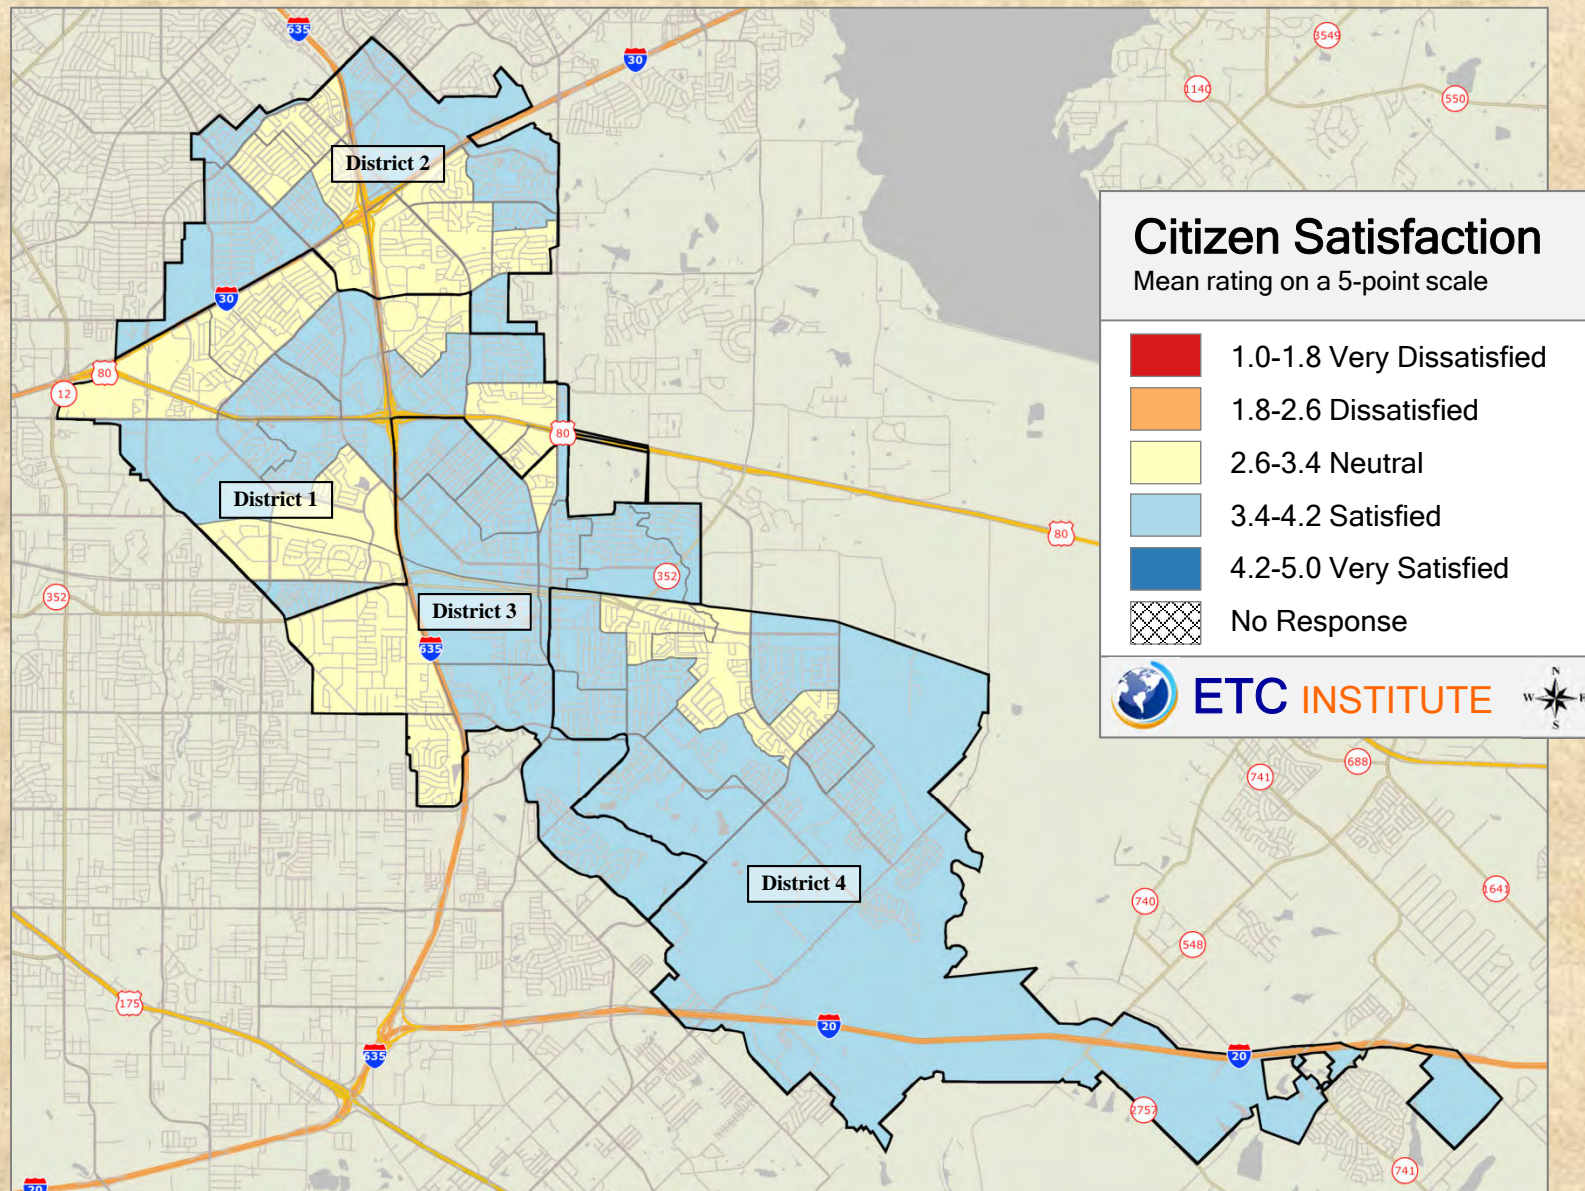 635
30
3549
1140
550
District 2
Citizen Satisfaction
Mean rating on a 5-point scale
30
1.0-1.8 Very Dissatisfied
80
12
1.8-2.6 Dissatisfied
80
2.6-3.4 Neutral
District 1
3.4-4.2 Satisfied
80
352
352
4.2-5.0 Very Satisfied
District 3
No Response
635
ETC INSTITUTE
N
W E
S
688
741
District 4
1641
740
548
175
20
635
20
2757
741
20